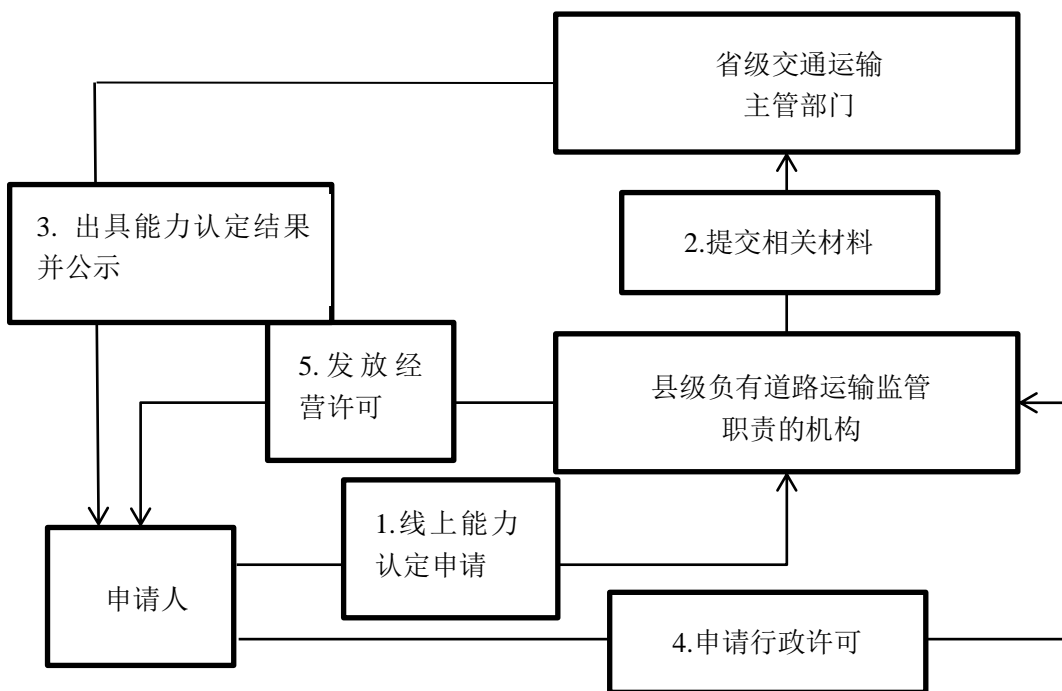 省级交通运输
主管部门
3. 出具能力认定结果
并公示
2.提交相关材料
5.发放经
营许可
县级负有道路运输监管
职责的机构
1.线上能力
认定申请
申请人
4.申请行政许可